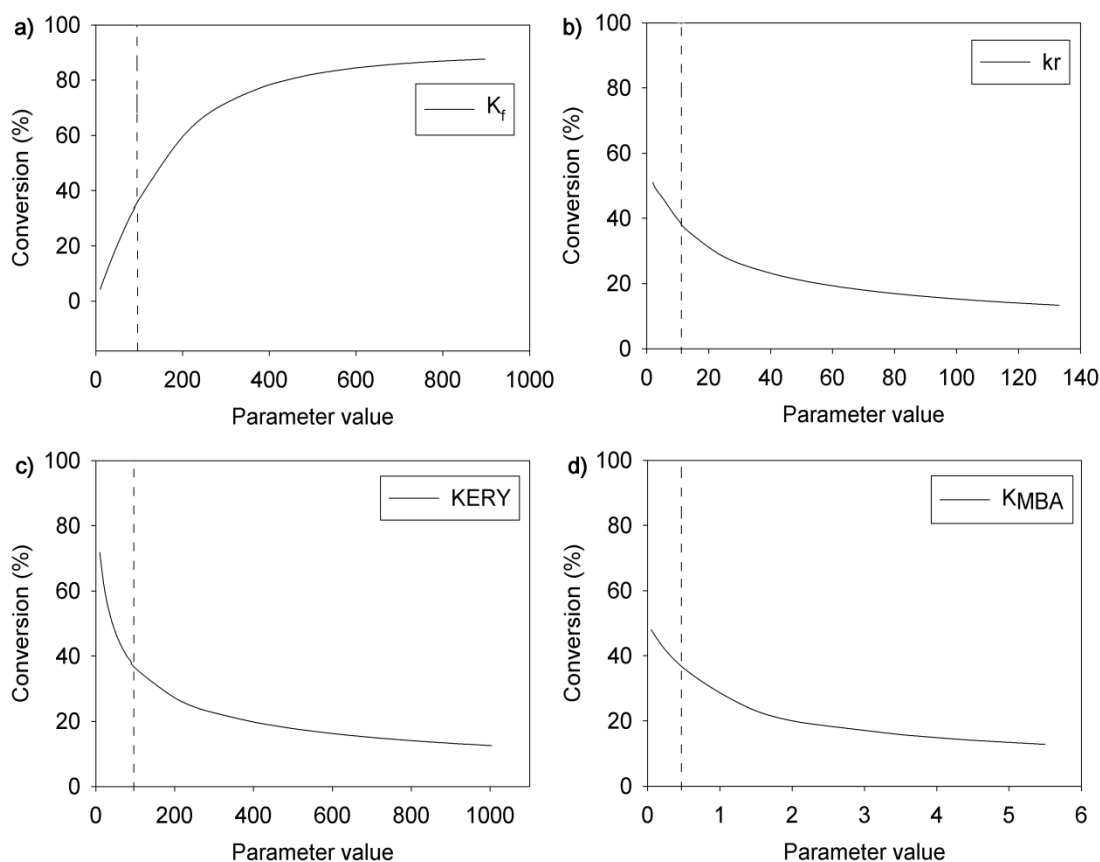 a)
100
80
60
40
20
0
Conversion (%)
K_f
0 200 400 600 800 1000
Parameter value
b)
100
80
60
40
20
0
Conversion (%)
kr
0 20 40 60 80 100 120 140
Parameter value
c)
100
80
60
40
20
0
Conversion (%)
KERY
0 200 400 600 800 1000
Parameter value
d)
100
80
60
40
20
0
Conversion (%)
KMBA
0 1 2 3 4 5 6
Parameter value